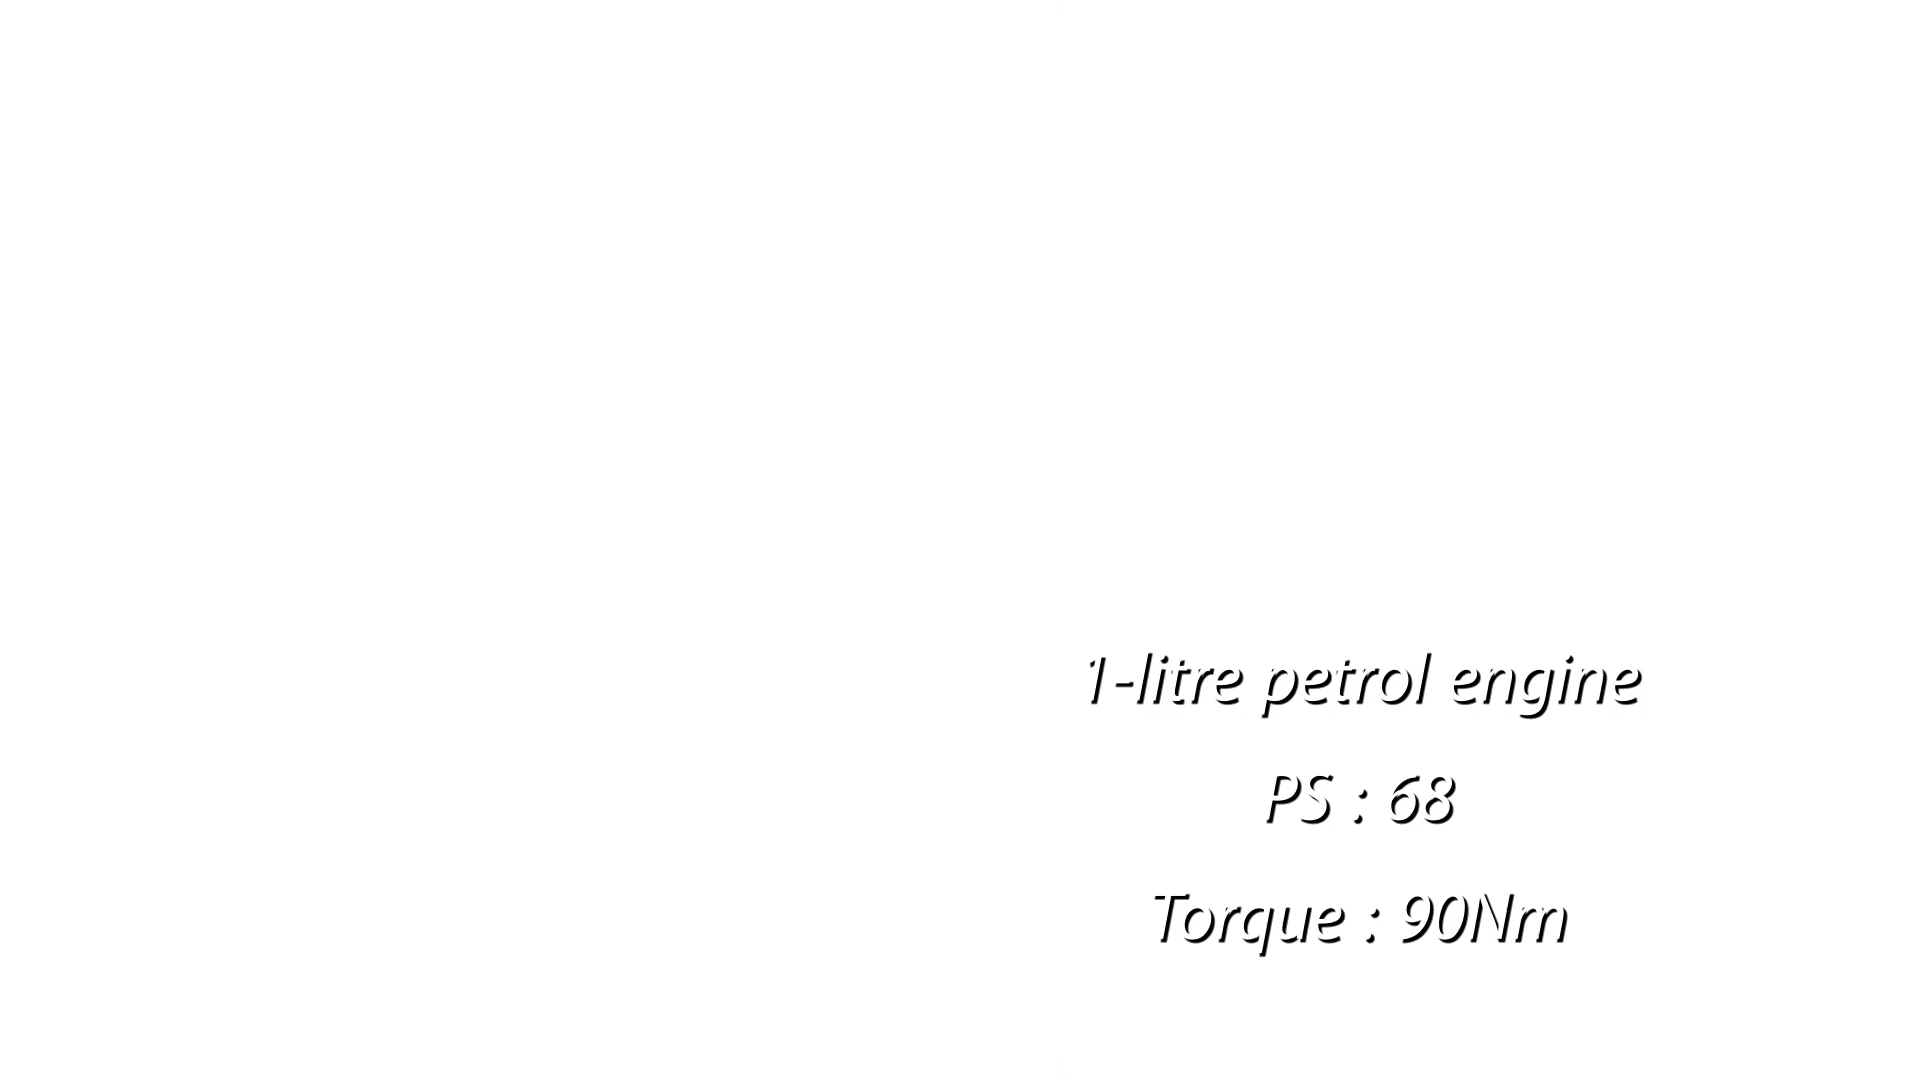 1-litre petrol engine
PS : 68
Torque : 90Nm